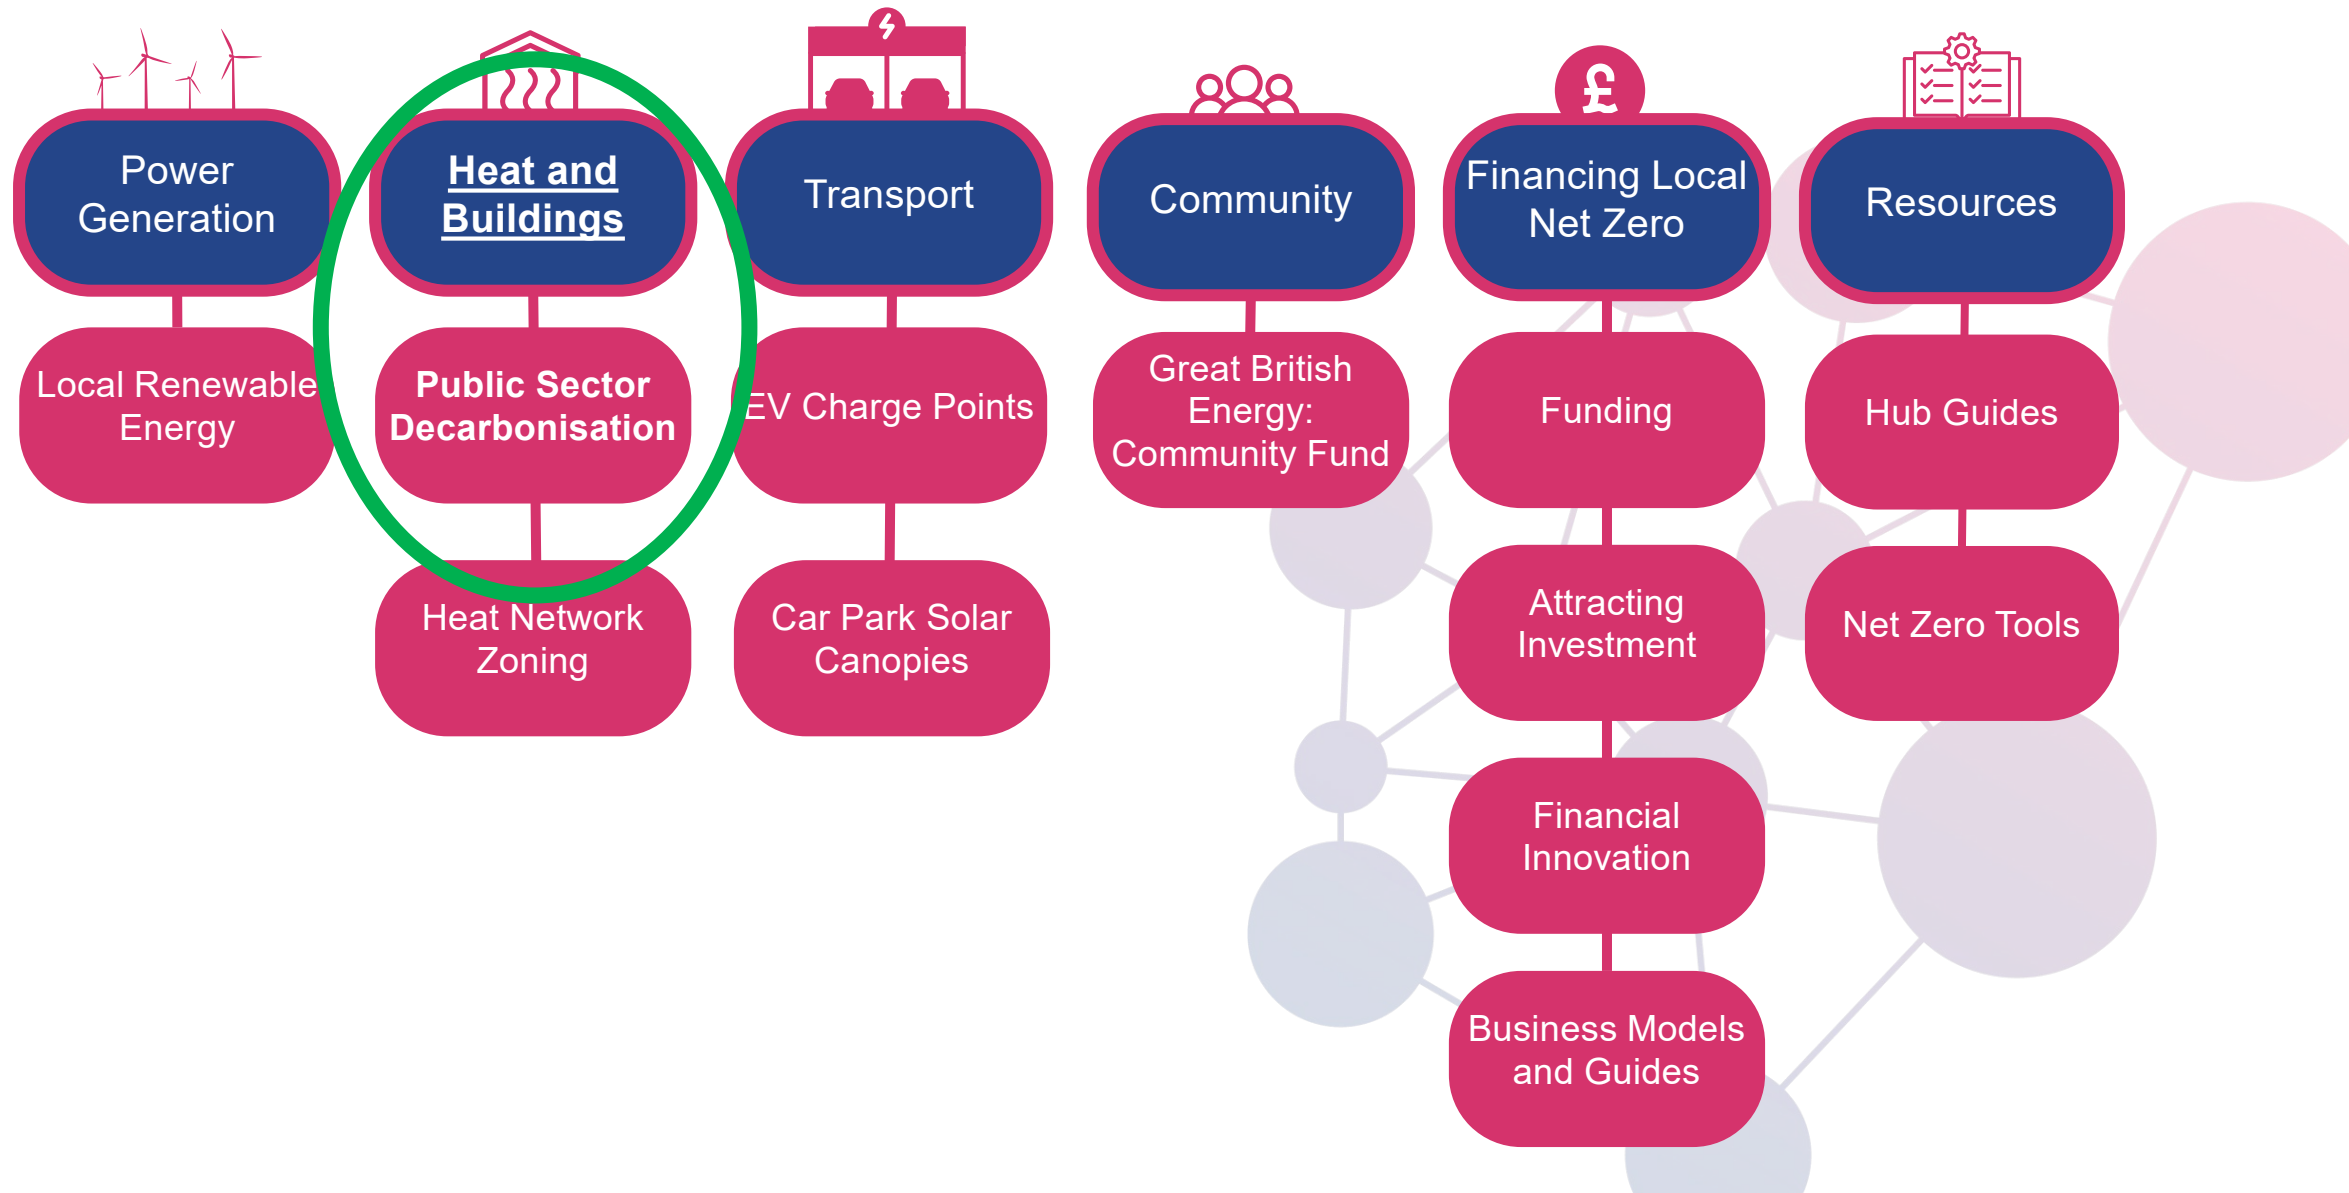 Power
Generation
Local Renewable
Energy
Heat and
Buildings
Public Sector
Decarbonisation
Heat Network
Zoning
Transport
EV Charge Points
Car Park Solar
Canopies
Community
Great British
Energy:
Community Fund
£
Financing Local
Net Zero
Funding
Attracting
Investment
Financial
Innovation
Business Models
and Guides
Resources
Hub Guides
Net Zero Tools